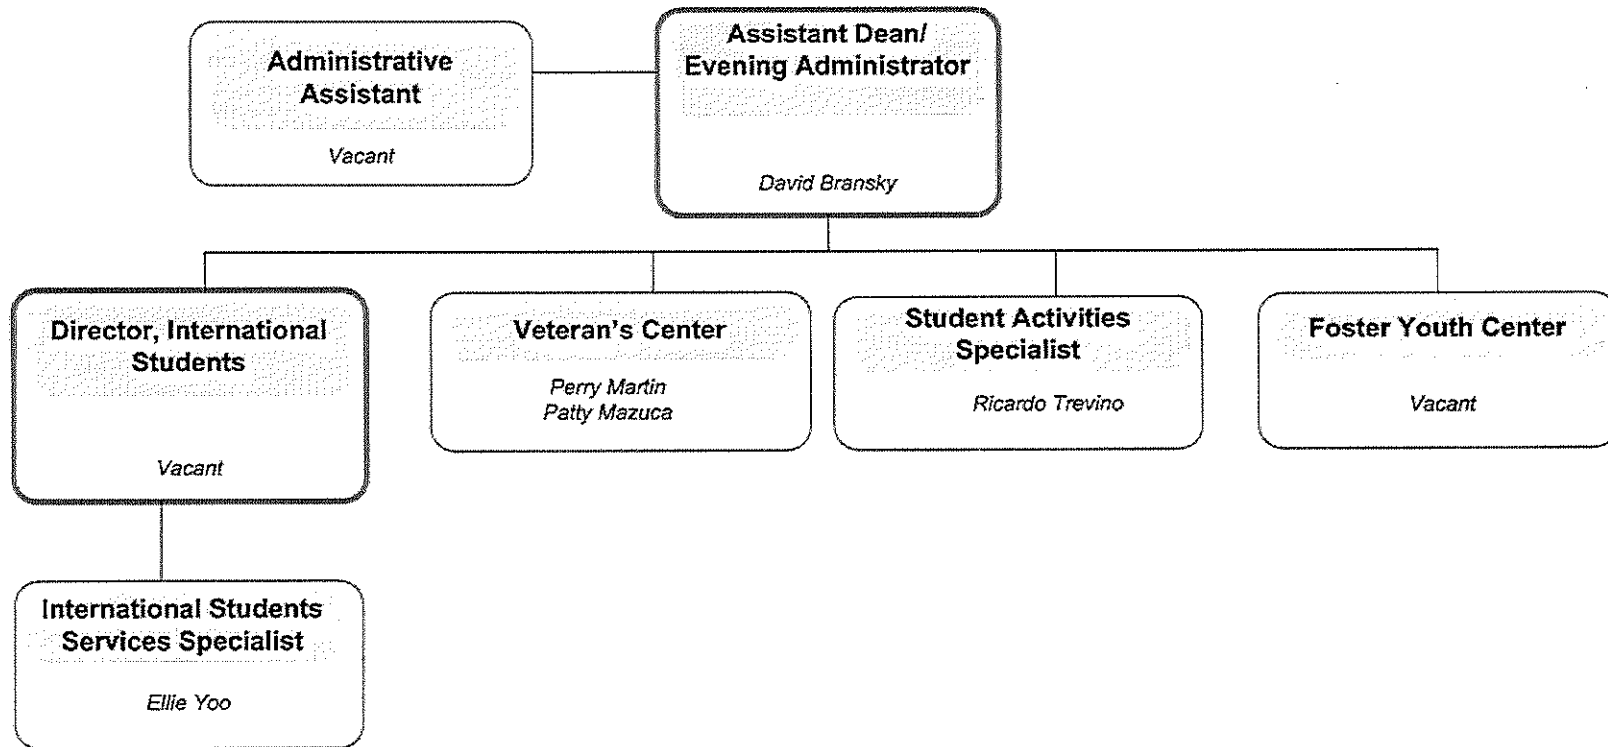 Administrative
Assistant
Vacant
Assistant Dean/
Evening Administrator
David Bransky
Director, International
Students
Vacant
Veteran's Center
Perry Martin
Patty Mazuca
Student Activities
Specialist
Ricardo Trevino
Foster Youth Center
Vacant
International Students
Services Specialist
Ellie Yoo